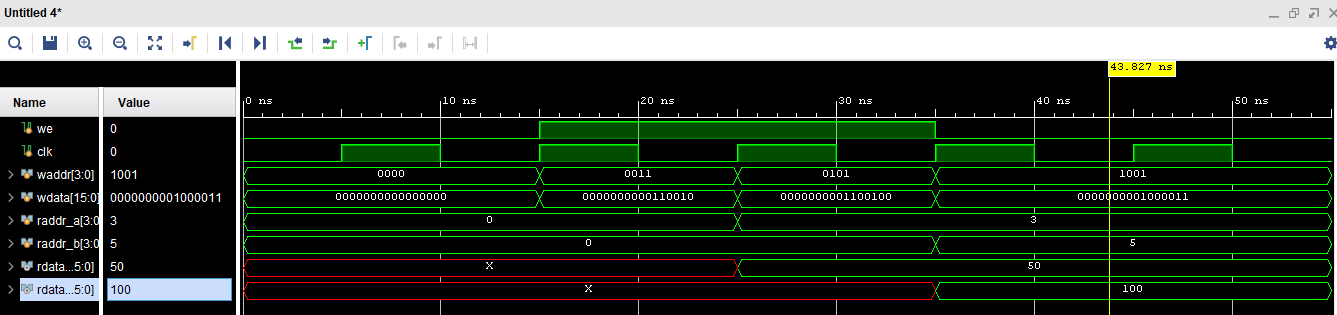 Untitled 4*
43.827 ns
Name Value
0 ns 10 ns 20 ns 30 ns 40 ns 50 ns
we 0
clk 0
waddr[3:0] 1001 0000 0011 0101 1001
wdata[15:0] 0000000001000011 0000000000000000 0000000000110010 0000000001100100 0000000001000011
raddr_a[3:0 3 0 3
raddr_b[3:0 5 0 5
rdata...5:0] 50 X 50
rdata...5:0] 100 X 100